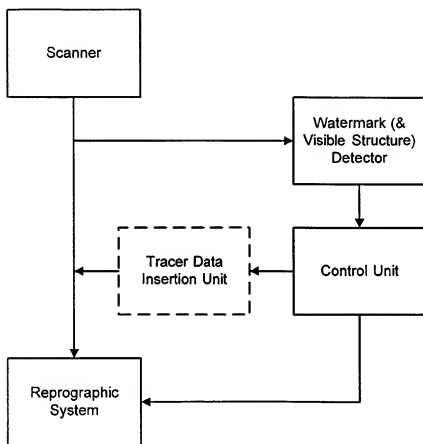 Scanner
Watermark (&
Visible Structure)
Detector
Tracer Data
Insertion Unit
Control Unit
Reprographic
System